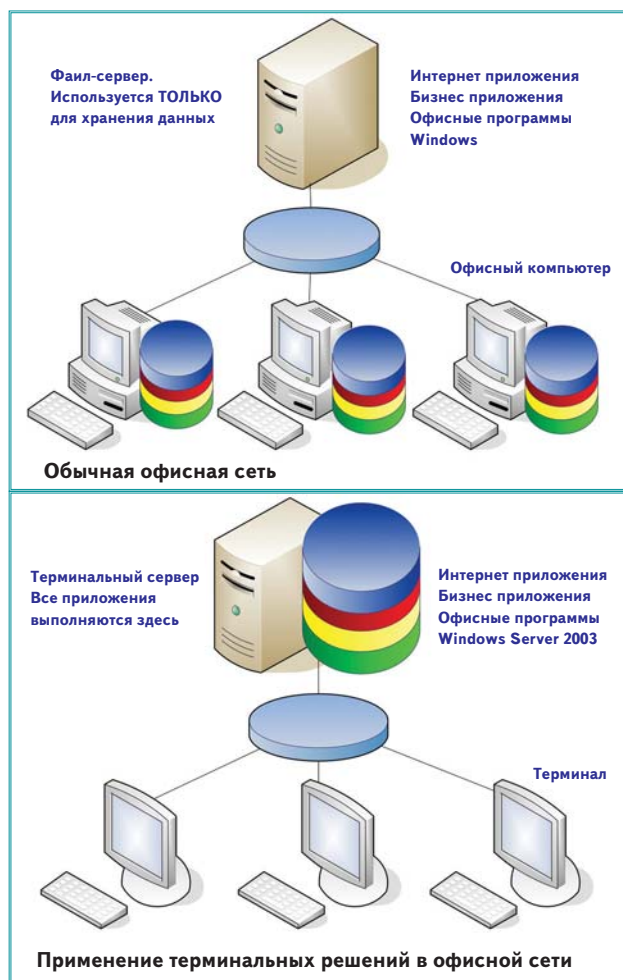 Фаил-сервер.
Используется ТОЛЬКО
для хранения данных
Интернет приложения
Бизнес приложения
Офисные программы
Windows
Офисный компьютер
Обычная офисная сеть
Терминальный сервер
Все приложения
выполняются здесь
Интернет приложения
Бизнес приложения
Офисные программы
Windows Server 2003
Терминал
Применение терминальных решений в офисной сети